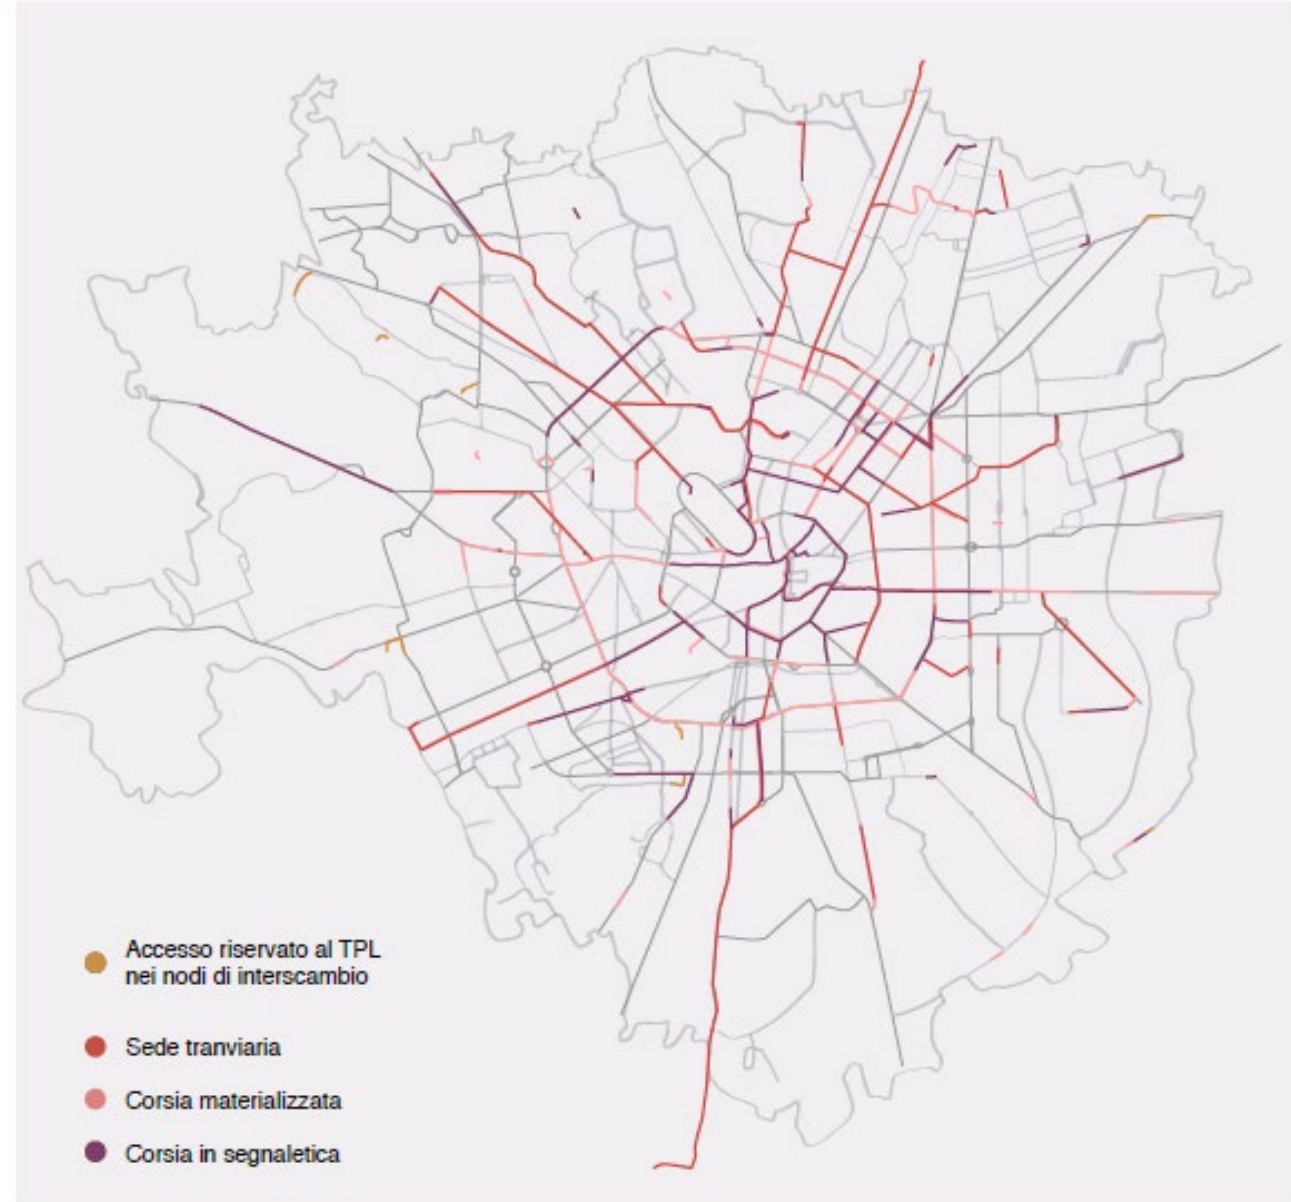 Accesso riservato al TPL
nei nodi di interscambio
Sede tranviaria
Corsia materializzata
Corsia in segnaletica